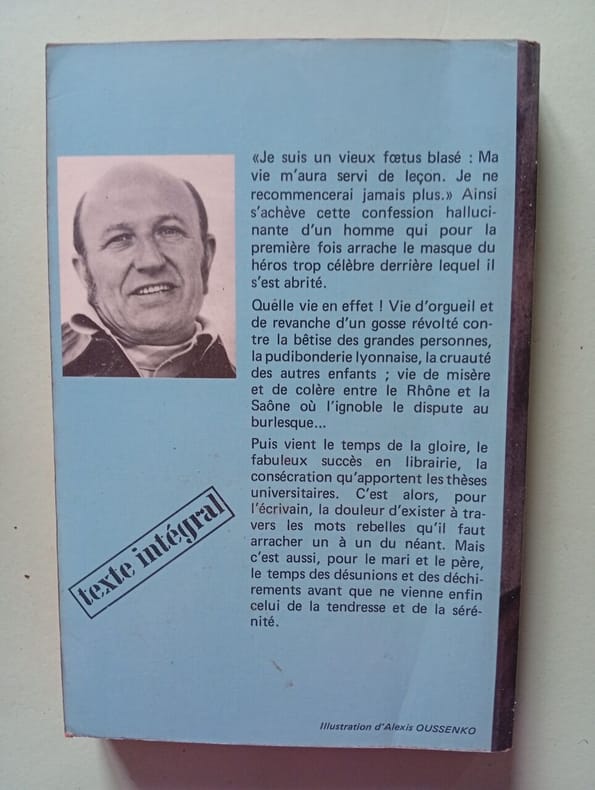 «Je suis un vieux fœtus blasé : Ma
vie m'aura servi de leçon. Je ne
recommencerai jamais plus.» Ainsi
s'achève cette confession halluci-
nante d'un homme qui pour la
première fois arrache le masque du
héros trop célèbre derrière lequel il
s'est abrité.
Quelle vie en effet ! Vie d'orgueil et
de revanche d'un gosse révolté con-
tre la bêtise des grandes personnes,
la pudibonderie lyonnaise, la cruauté
des autres enfants ; vie de misère
et de colère entre le Rhône et la
Saône où l'ignoble le dispute au
burlesque...
Puis vient le temps de la gloire, le
fabuleux succès en librairie, la
consécration qu'apportent les thèses
universitaires. C'est alors, pour
l'écrivain, la douleur d'exister à tra-
vers les mots rebelles qu'il faut
arracher un à un du néant. Mais
c'est aussi, pour le mari et le père,
le temps des désunions et des déchi-
rements avant que ne vienne enfin
celui de la tendresse et de la séré-
nité.
texte intégral
Illustration d'Alexis OUSSENKO